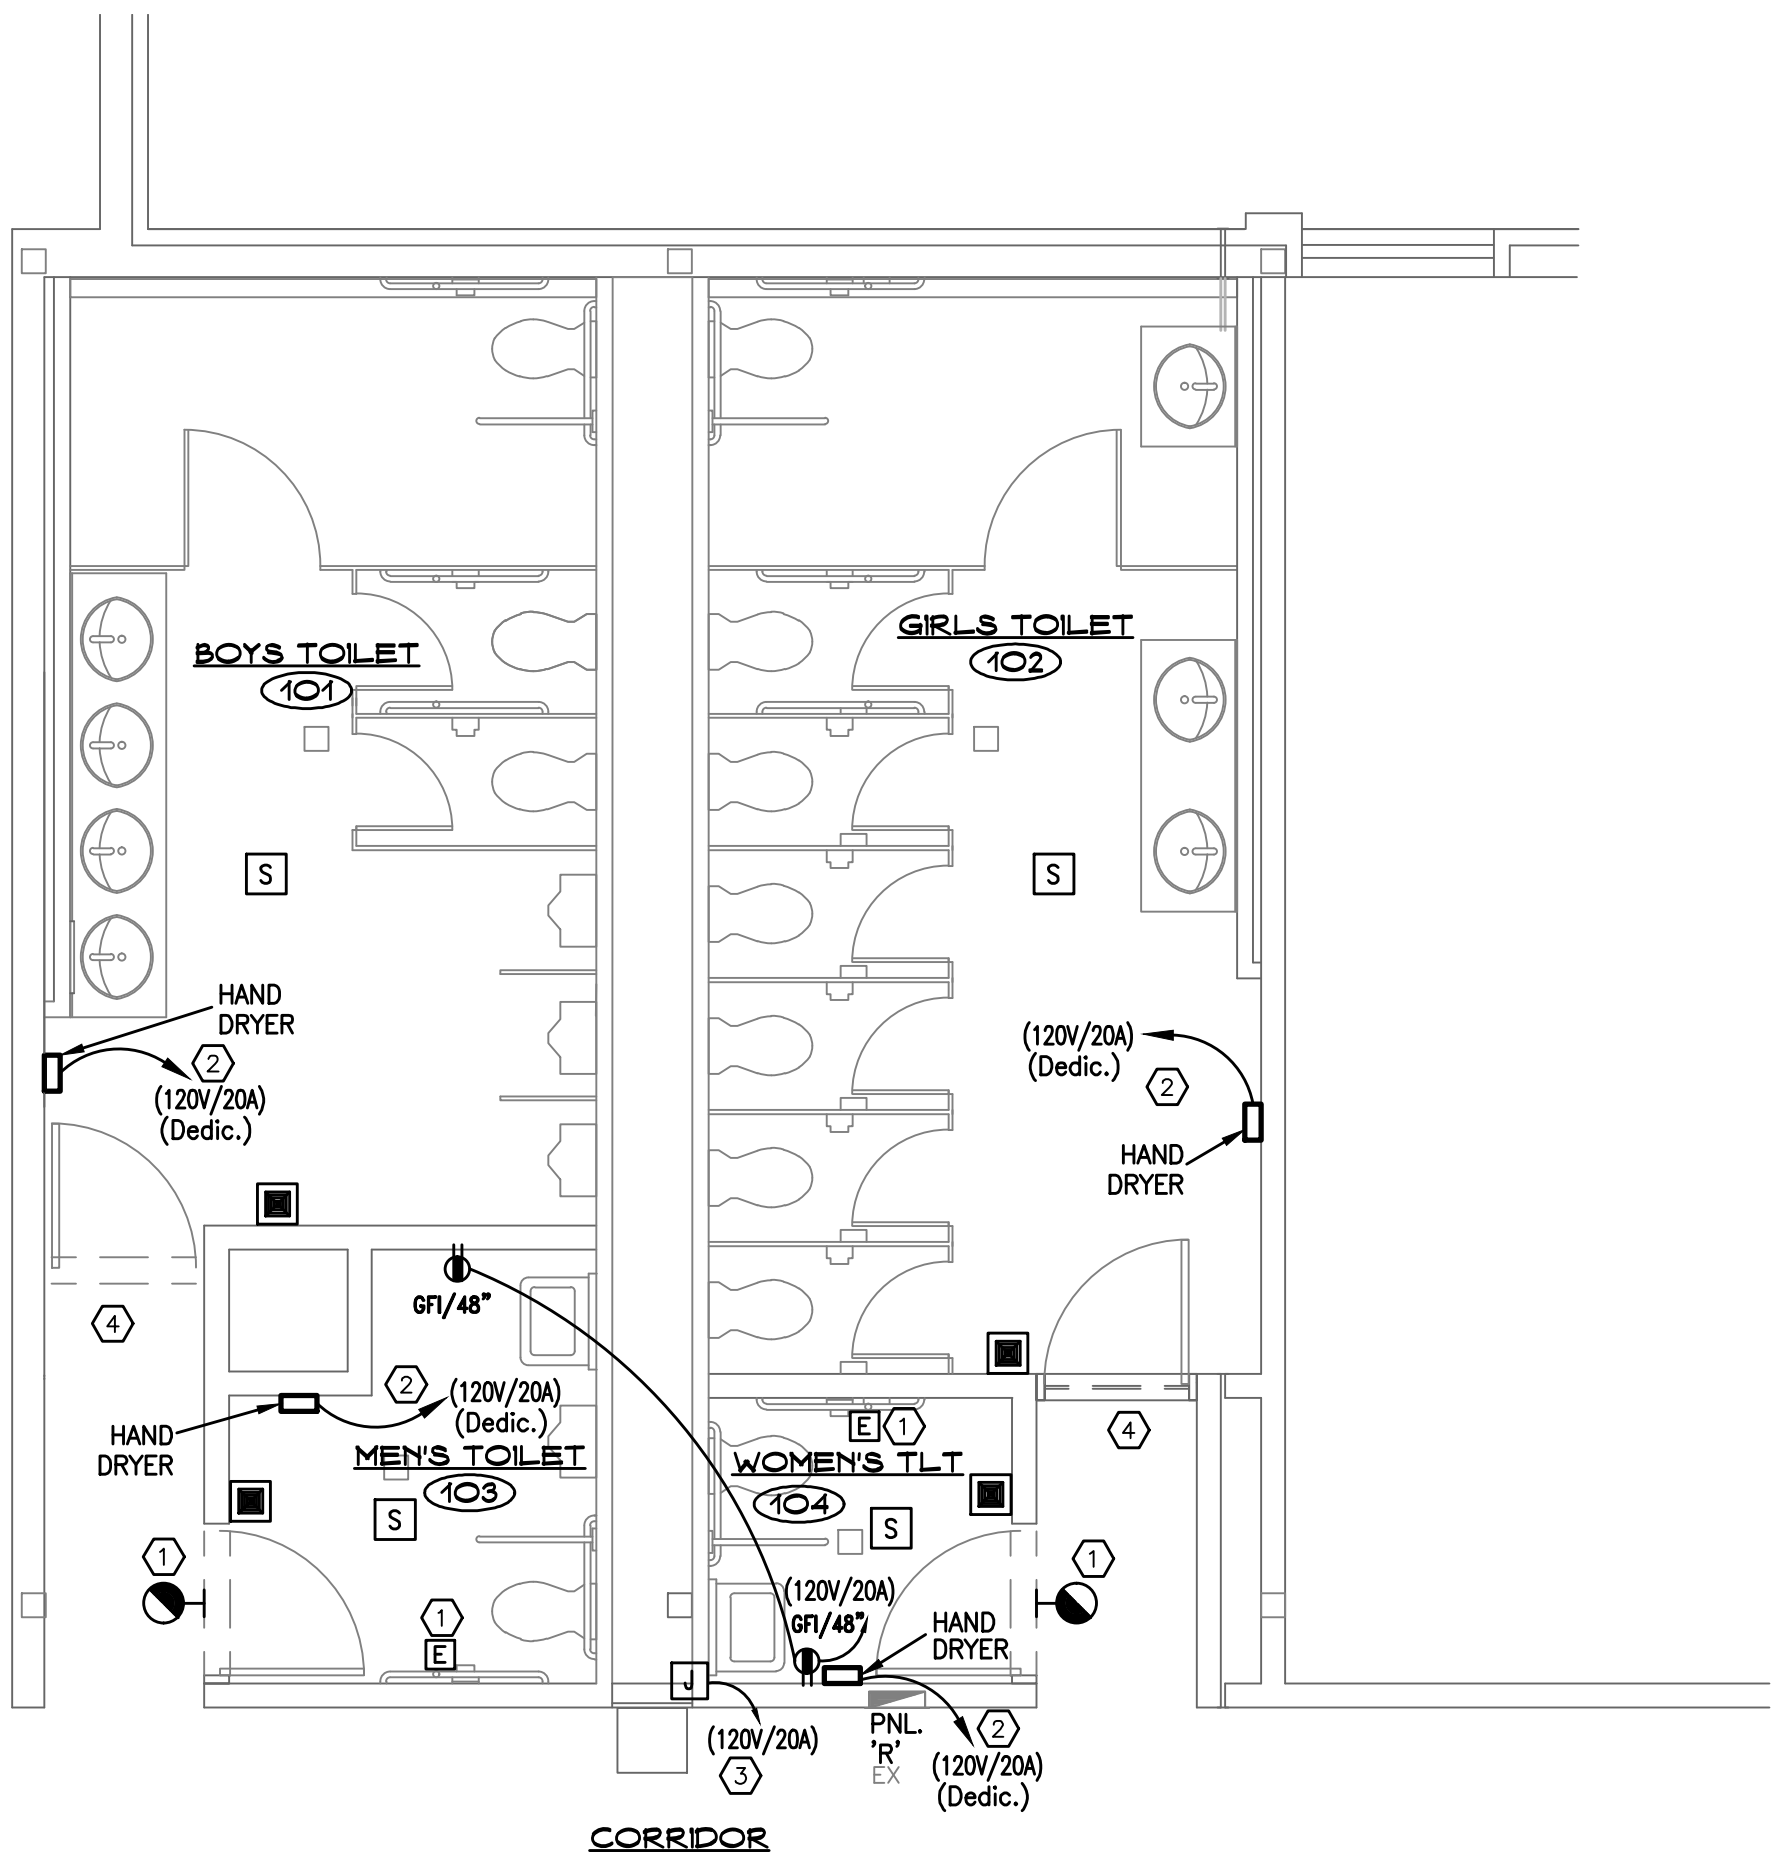 GIRLS TOILET
102
BOYS TOILET
101
S
S
HAND
DRYER
2
(120V/20A)
(Dedic.)
(120V/20A)
(Dedic.)
2
HAND
DRYER
GFI/48"
4
2
(120V/20A)
(Dedic.)
HAND
DRYER
MEN'S TOILET
103
S
E
1
WOMEN'S TLT
104
S
4
1
1
1
E
(120V/20A)
GFI/48"
HAND
DRYER
J
(120V/20A)
3
PNL.
'R'
EX
2
(120V/20A)
(Dedic.)
CORRIDOR